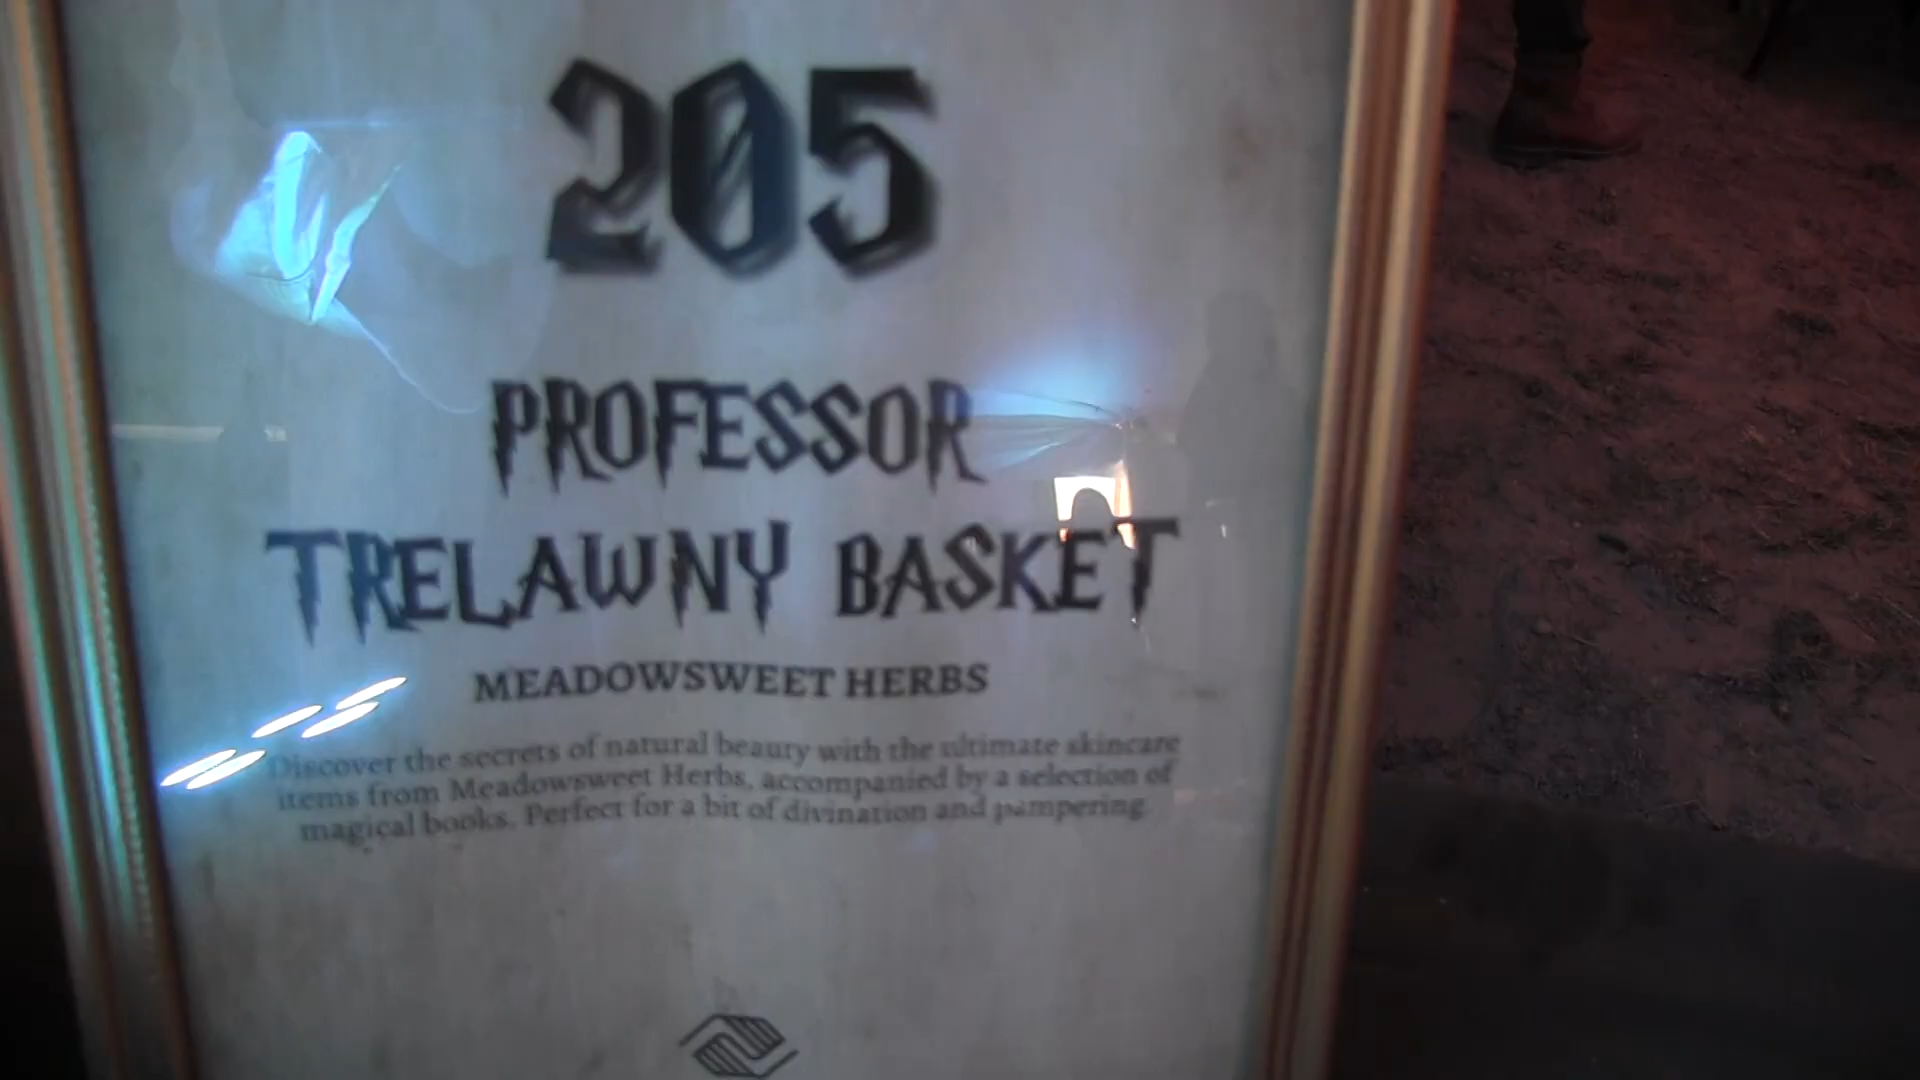 205
PROFESSOR
TRELAWNY BASKET
MEADOWSWEET HERBS
Discover the secrets of natural beauty with the ultimate skincare
items from Meadowsweet Herbs, accompanied by a selection of
magical books. Perfect for a bit of divination and pampering.